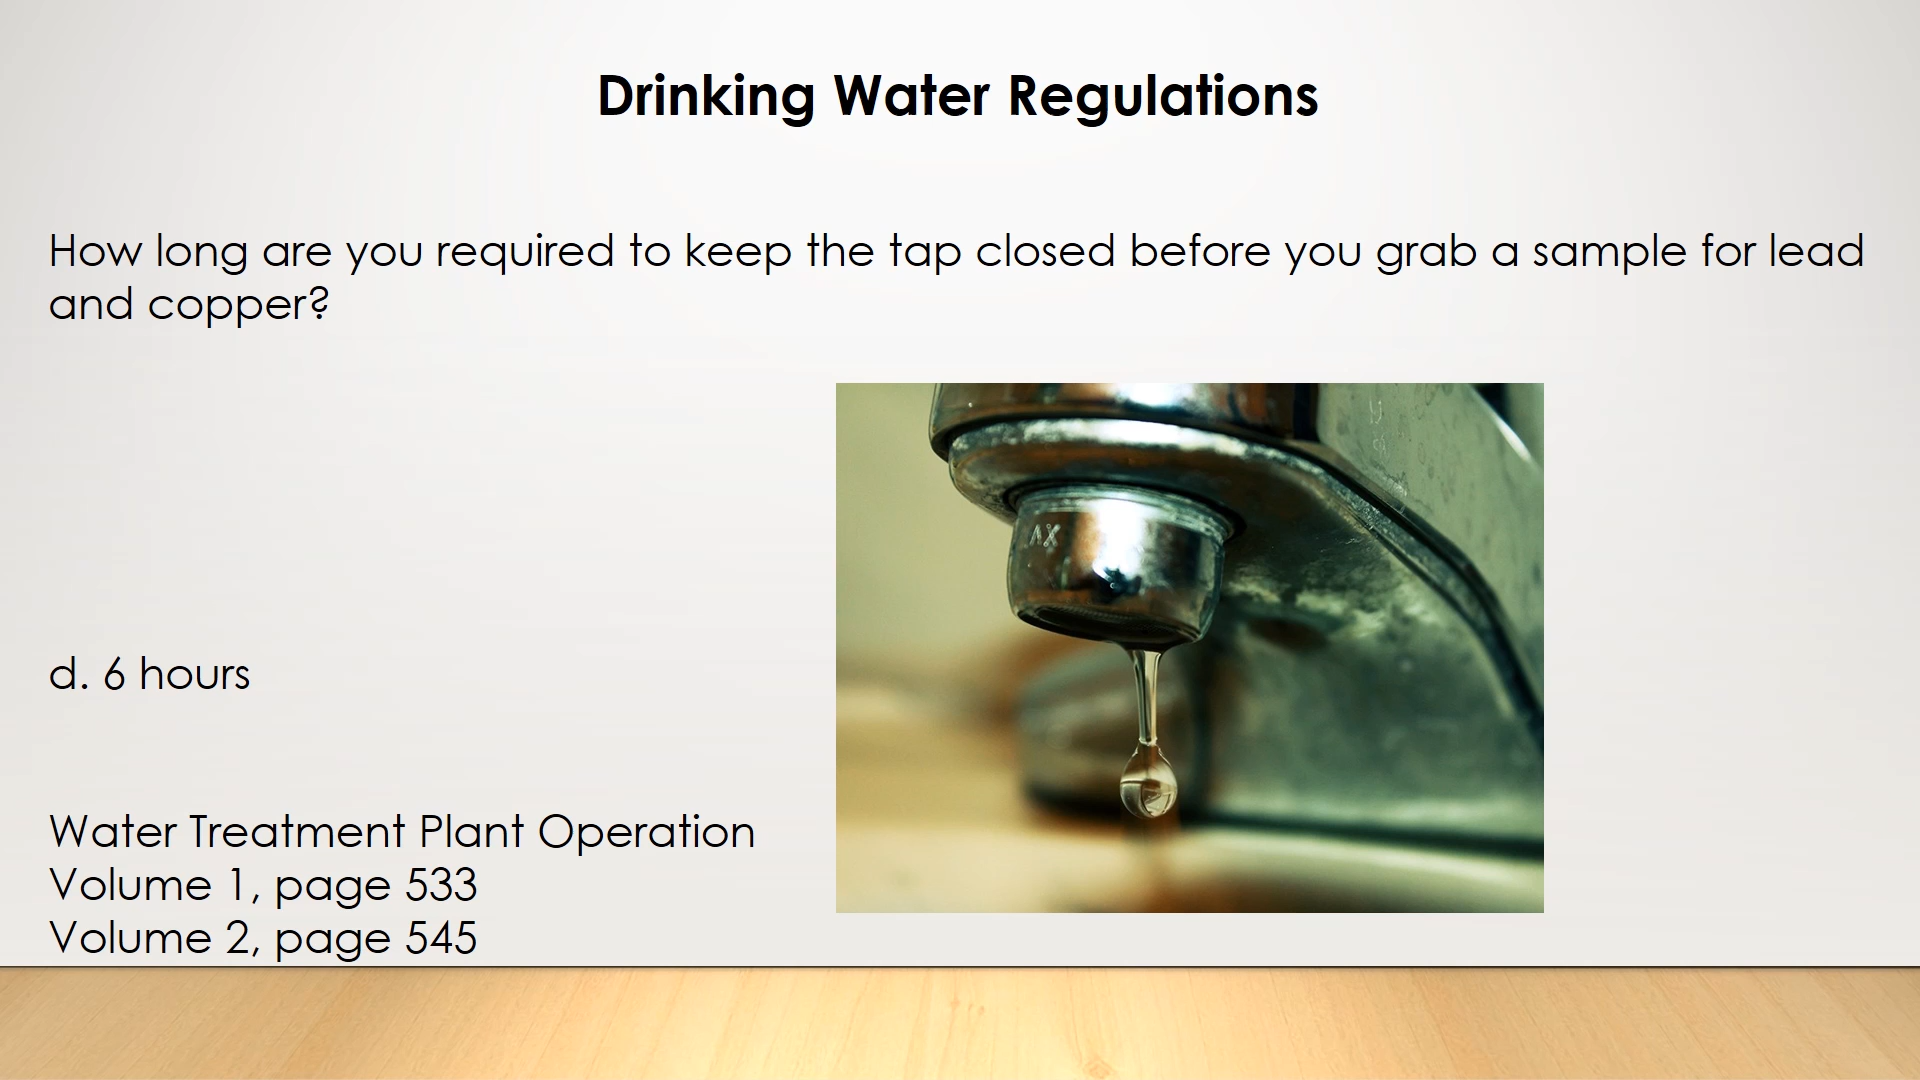 Drinking Water Regulations
How long are you required to keep the tap closed before you grab a sample for lead
and copper?
d. 6 hours
Water Treatment Plant Operation
Volume 1, page 533
Volume 2, page 545